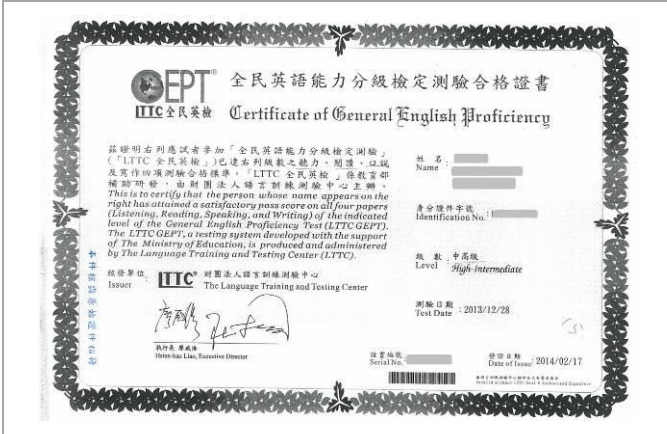 GEPT
全民英語能力分級檢定測驗合格證書
LTTC 全民英檢
Certificate of General English Proficiency
茲證明右列應試者參加「全民英語能力分級檢定測驗」
(「LTTC 全民英檢」)已達右列級數之聽力、閱讀、口說
及寫作四項測驗合格標準。「LTTC 全民英檢」係教育部
補助研發,由財團法人語言訓練測驗中心主辦。
This is to certify that the person whose name appears on the
right has attained a satisfactory pass score on all four papers
(Listening, Reading, Speaking, and Writing) of the indicated
level of the General English Proficiency Test (LTTC GEPT).
The LTTC GEPT, a testing system developed with the support
of The Ministry of Education, is produced and administered
by The Language Training and Testing Center (LTTC).
核發單位
Issuer
LTTC® 財團法人語言訓練測驗中心
The Language Training and Testing Center
執行長 廖咸浩
Hsien-hao Liao, Executive Director
姓 名
Name :
身分證件字號
Identification No. :
級 數 : 中高級
Level High-Intermediate
測驗日期
Test Date : 2013/12/28
證書編號
Serial No. :
發證日期
Date of Issue : 2014/02/17